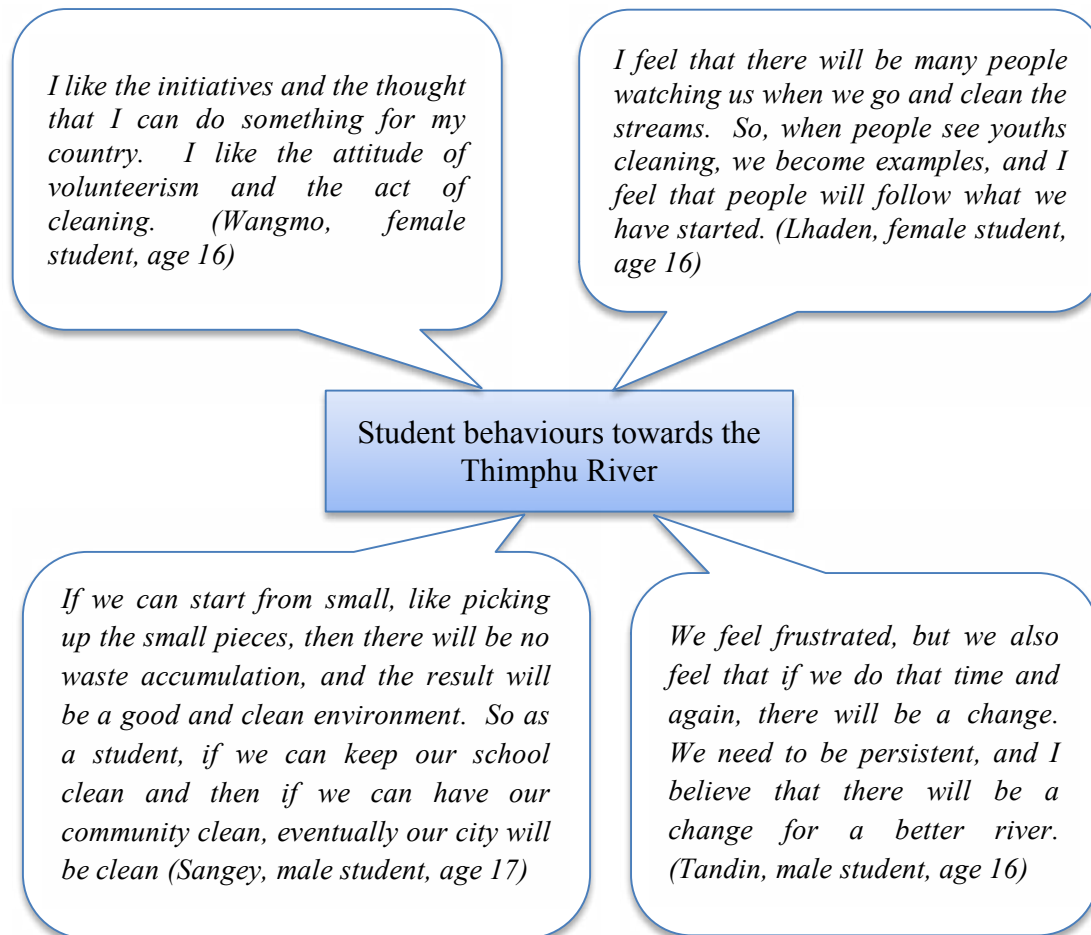 I like the initiatives and the thought
that I can do something for my
country. I like the attitude of
volunteerism and the act of
cleaning. (Wangmo, female
student, age 16)
I feel that there will be many people
watching us when we go and clean the
streams. So, when people see youths
cleaning, we become examples, and I
feel that people will follow what we
have started. (Lhaden, female student,
age 16)
Student behaviours towards the
Thimphu River
If we can start from small, like picking
up the small pieces, then there will be no
waste accumulation, and the result will
be a good and clean environment. So as
a student, if we can keep our school
clean and then if we can have our
community clean, eventually our city will
be clean (Sangey, male student, age 17)
We feel frustrated, but we also
feel that if we do that time and
again, there will be a change.
We need to be persistent, and I
believe that there will be a
change for a better river.
(Tandin, male student, age 16)